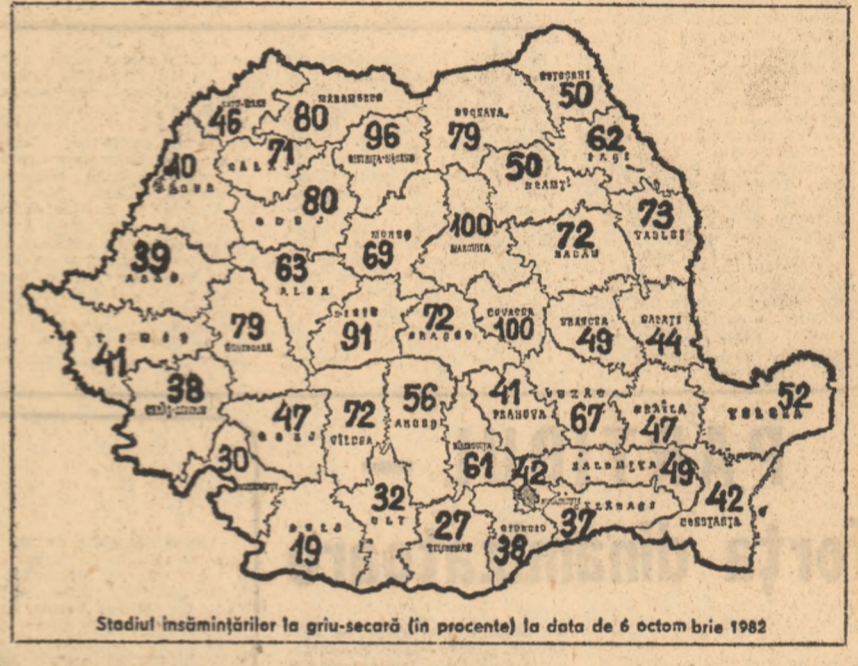 BOTOȘANI
50
SATU-MARE
46
MARAMUREȘ
80
SUCEAVA
79
96
BISTRIȚA-NĂSĂUD
62
IAȘI
71
SĂLAJ
40
BIHOR
50
NEAMȚ
80
CLUJ
73
VASLUI
100
HARGHITA
72
BACĂU
MUREȘ
69
39
ARAD
63
ALBA
79
HUNEDOARA
SIBIU
91
72
BRAȘOV
COVASNA
100
VRANCEA
49
GALAȚI
44
TIMIȘ
41
38
CARAȘ-SEVERIN
47
GORJ
72
VÎLCEA
56
ARGEȘ
41
PRAHOVA
BUZĂU
67
BRĂILA
47
52
TULCEA
30
DÎMBOVIȚA
61
42
IALOMIȚA
49
42
CONSTANȚA
32
OLT
DOLJ
19
27
TELEORMAN
GIURGIU
38
CĂLĂRAȘI
37
Stadiul însămînțărilor la grîu-secară (în procente) la data de 6 octom brie 1982